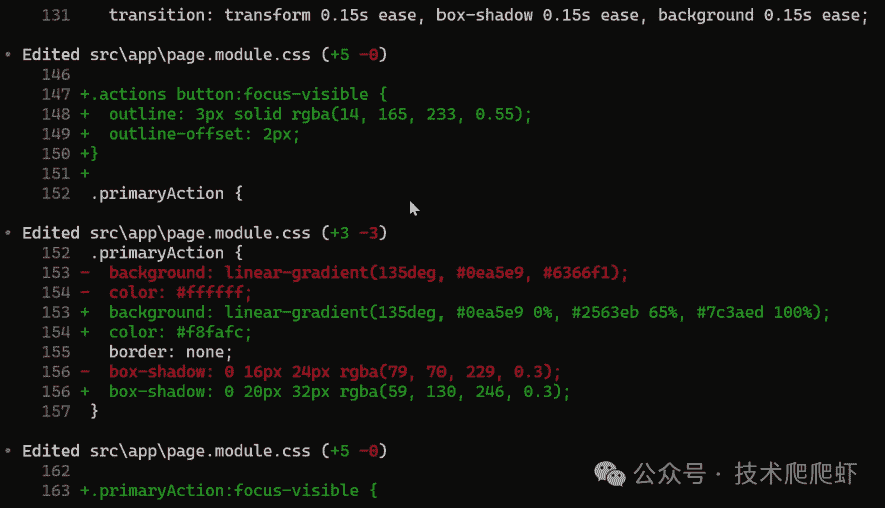 131    transition: transform 0.15s ease, box-shadow 0.15s ease, background 0.15s ease;
• Edited src\app\page.module.css (+5 -0)
146
147 +.actions button:focus-visible {
148 +  outline: 3px solid rgba(14, 165, 233, 0.55);
149 +  outline-offset: 2px;
150 +}
151 +
152  .primaryAction {
• Edited src\app\page.module.css (+3 -3)
152  .primaryAction {
153 -  background: linear-gradient(135deg, #0ea5e9, #6366f1);
154 -  color: #ffffff;
153 +  background: linear-gradient(135deg, #0ea5e9 0%, #2563eb 65%, #7c3aed 100%);
154 +  color: #f8fafc;
155    border: none;
156 -  box-shadow: 0 16px 24px rgba(79, 70, 229, 0.3);
156 +  box-shadow: 0 20px 32px rgba(59, 130, 246, 0.3);
157  }
• Edited src\app\page.module.css (+5 -0)
162
163 +.primaryAction:focus-visible {
公众号 · 技术爬爬虾